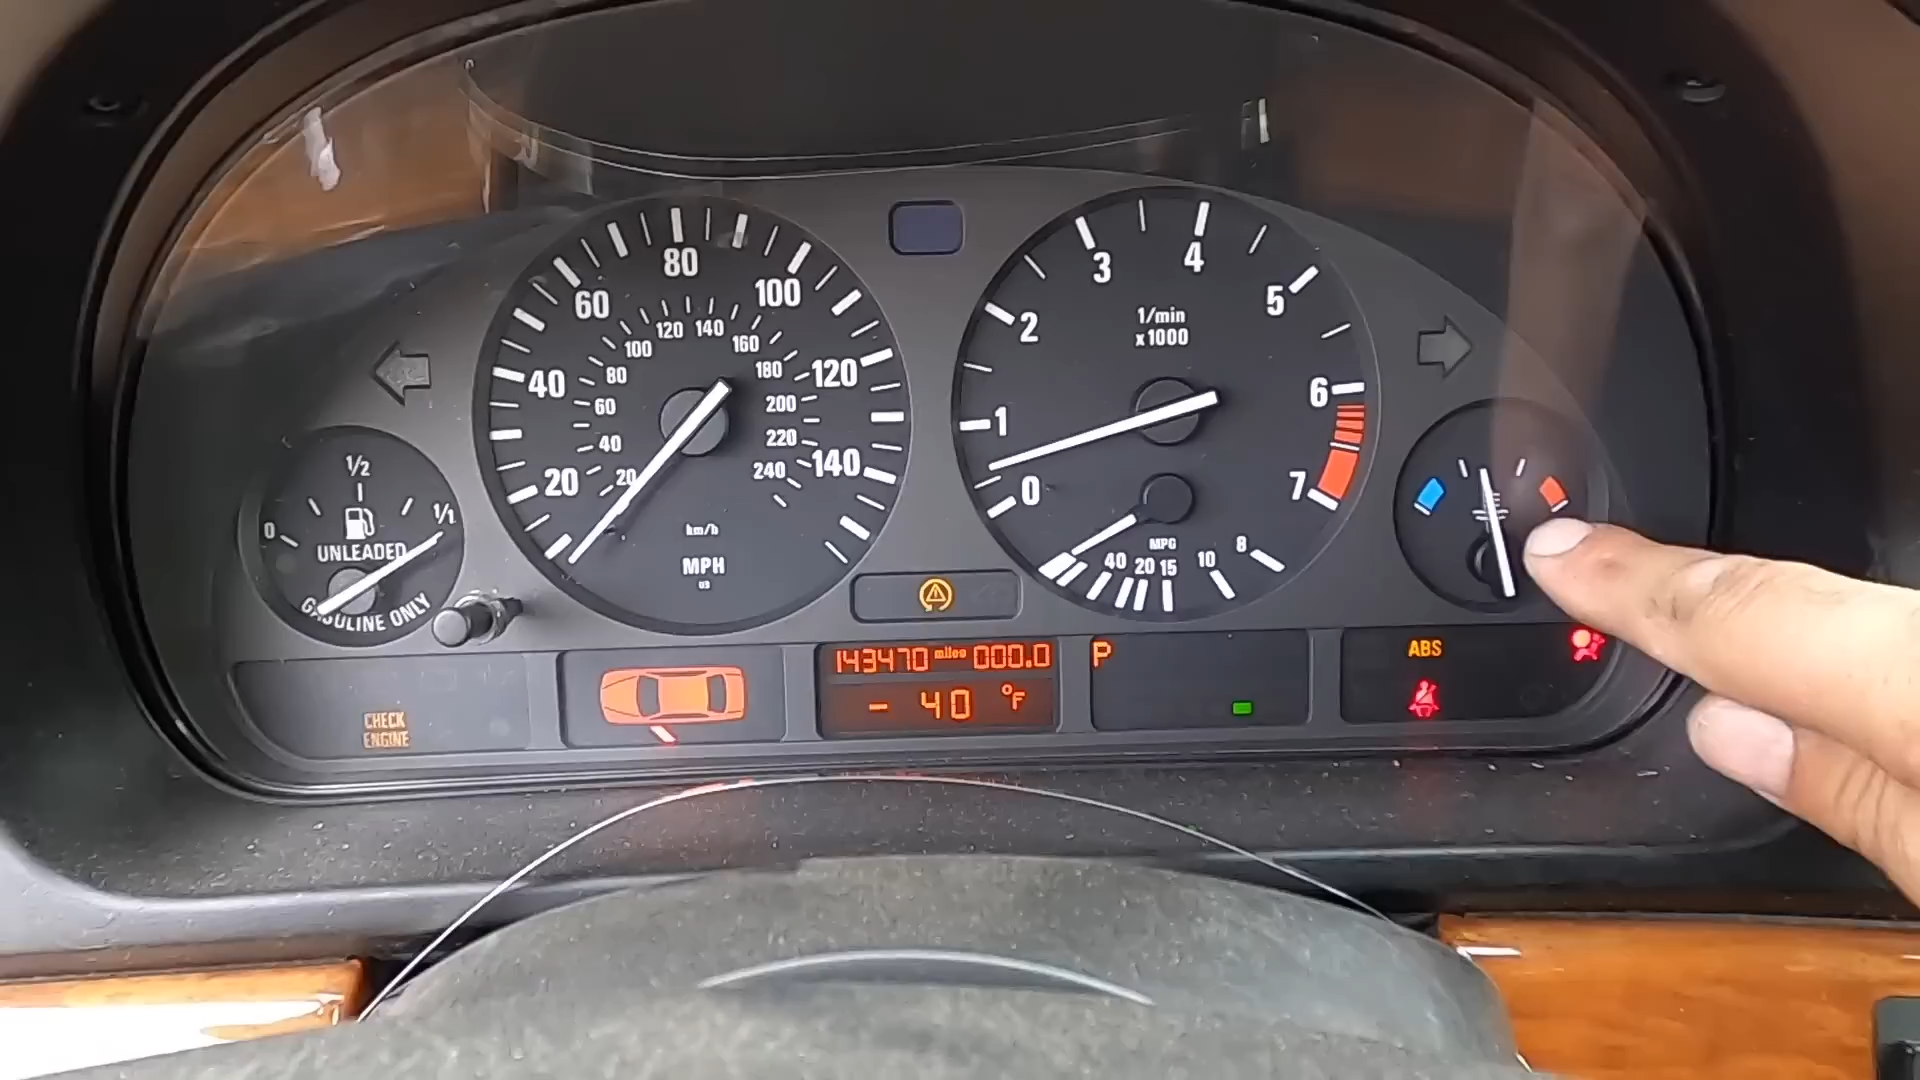 80
60
100
40
120
20
140
120 140
100
160
80
180
60
200
40
220
20
240
km/h
MPH
3
4
2
5
1
6
0
7
1/min
x1000
MPG
40 20 15 10 8
1/2
0
1/1
UNLEADED
GASOLINE ONLY
CHECK
ENGINE
143470 miles 000.0
- 40 °F
P
ABS